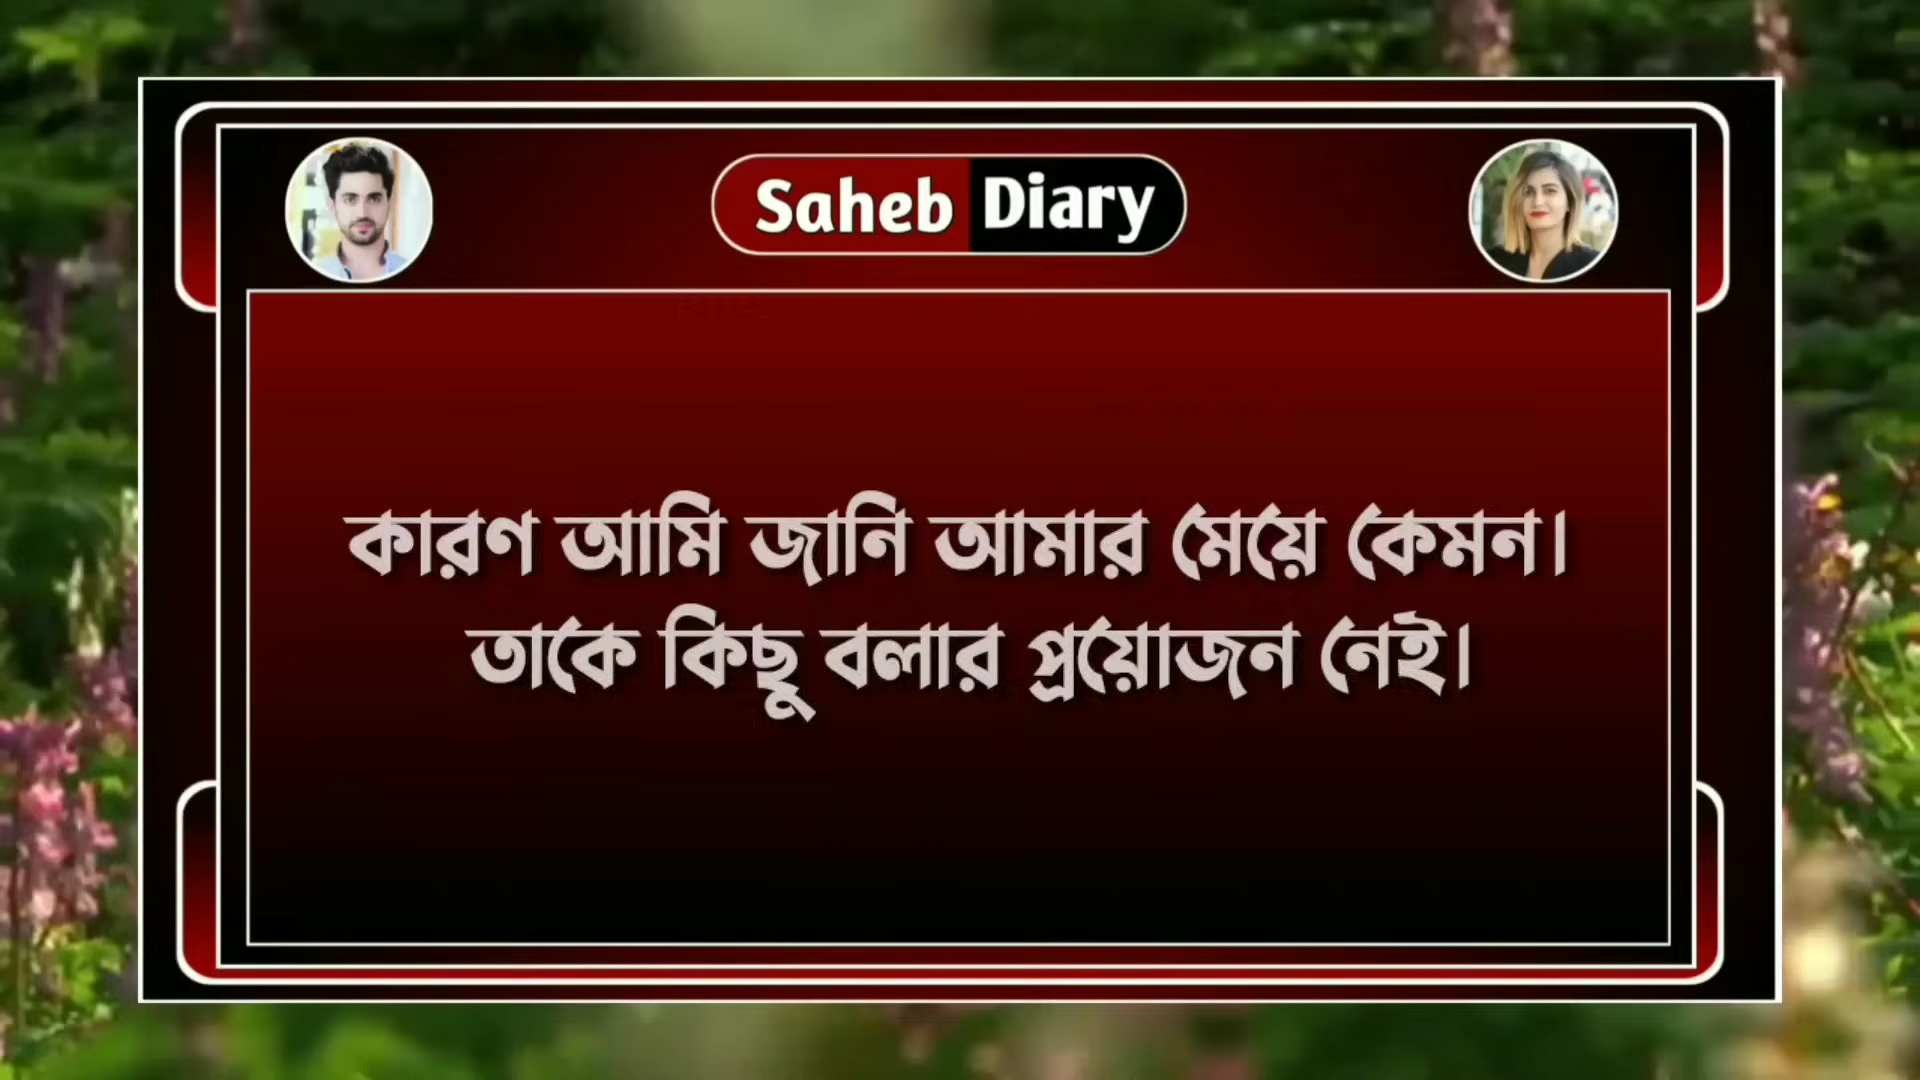 Saheb Diary
কারণ আমি জানি আমার মেয়ে কেমন।
তাকে কিছু বলার প্রয়োজন নেই।